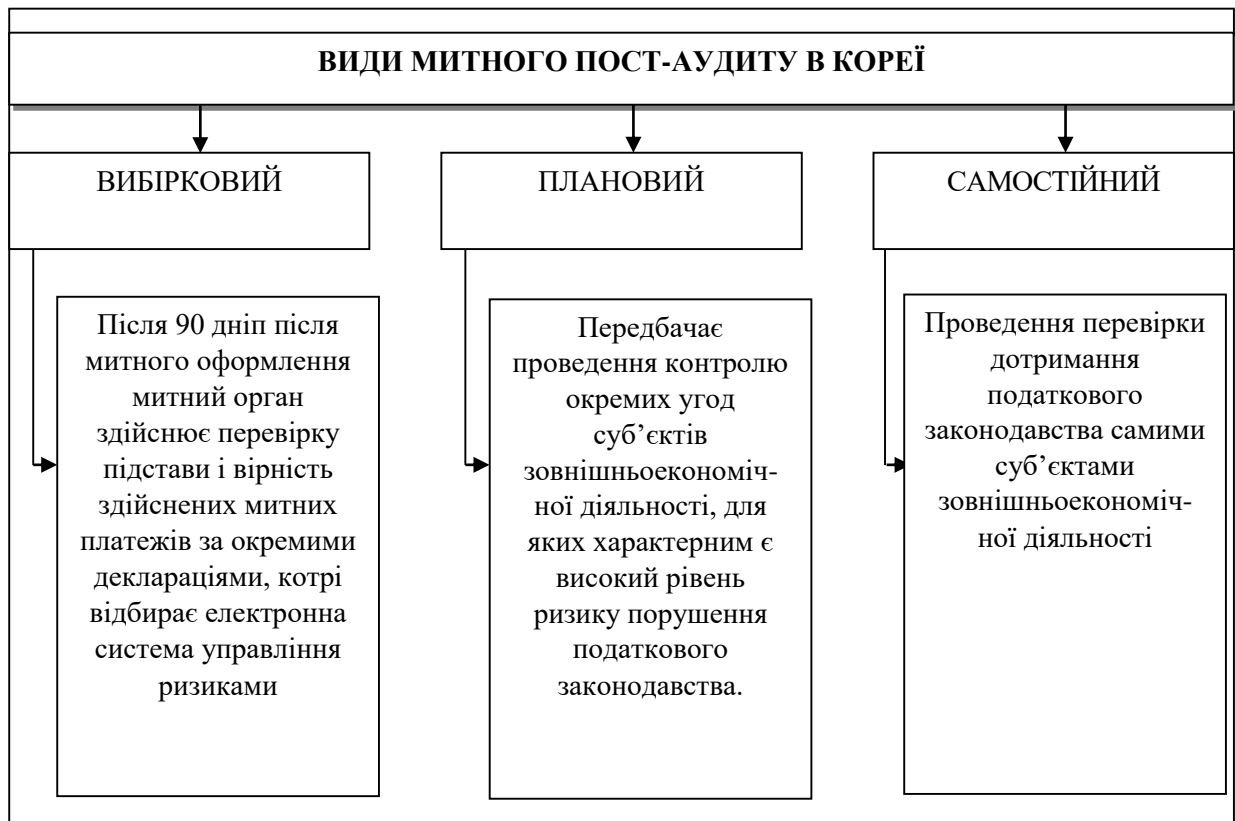 ВИДИ МИТНОГО ПОСТ-АУДИТУ В КОРЕЇ
ВИБІРКОВИЙ
ПЛАНОВИЙ
САМОСТІЙНИЙ
Після 90 дніп після
митного оформлення
митний орган
здійснює перевірку
підстави і вірність
здійснених митних
платежів за окремими
деклараціями, котрі
відбирає електронна
система управління
ризиками
Передбачає
проведення контролю
окремих угод
суб’єктів
зовнішньоекономіч-
ної діяльності, для
яких характерним є
високий рівень
ризику порушення
податкового
законодавства.
Проведення перевірки
дотримання
податкового
законодавства самими
суб’єктами
зовнішньоекономіч-
ної діяльності